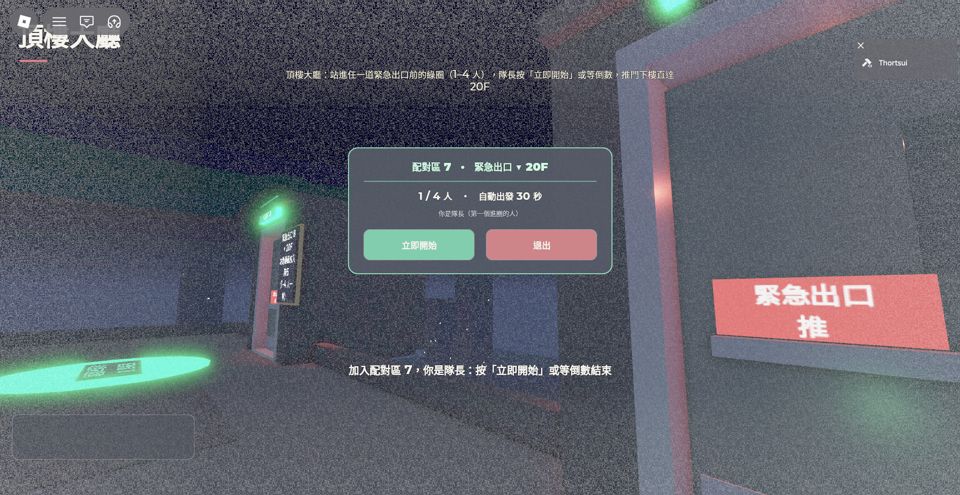 頂樓大廳
Thortsui
頂樓大廳：站進任一道緊急出口前的綠圈（1–4 人），隊長按「立即開始」或等倒數，推門下樓直達
20F
配對區 7 • 緊急出口 ▼ 20F
1 / 4 人 • 自動出發 30 秒
你是隊長（第一個進圈的人）
立即開始
退出
緊急出口
推
加入配對區 7，你是隊長：按「立即開始」或等倒數結束